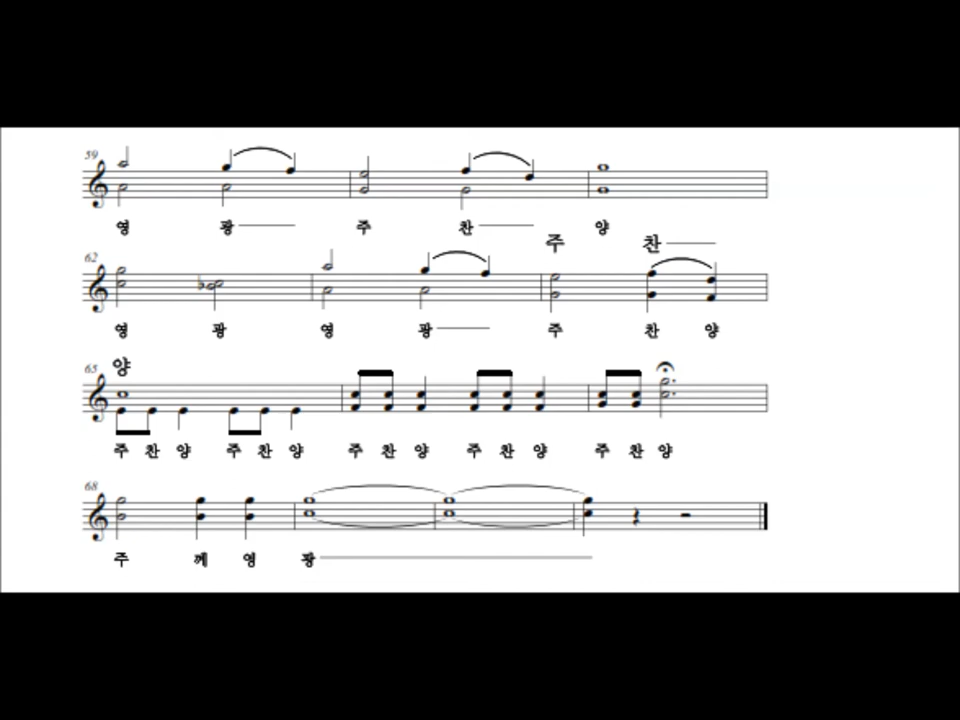 59
영 광 주 찬 양
주 찬
62
영 광 영 광 주 찬 양
양
65
주 찬 양 주 찬 양 주 찬 양 주 찬 양 주 찬 양
68
주 께 영 광